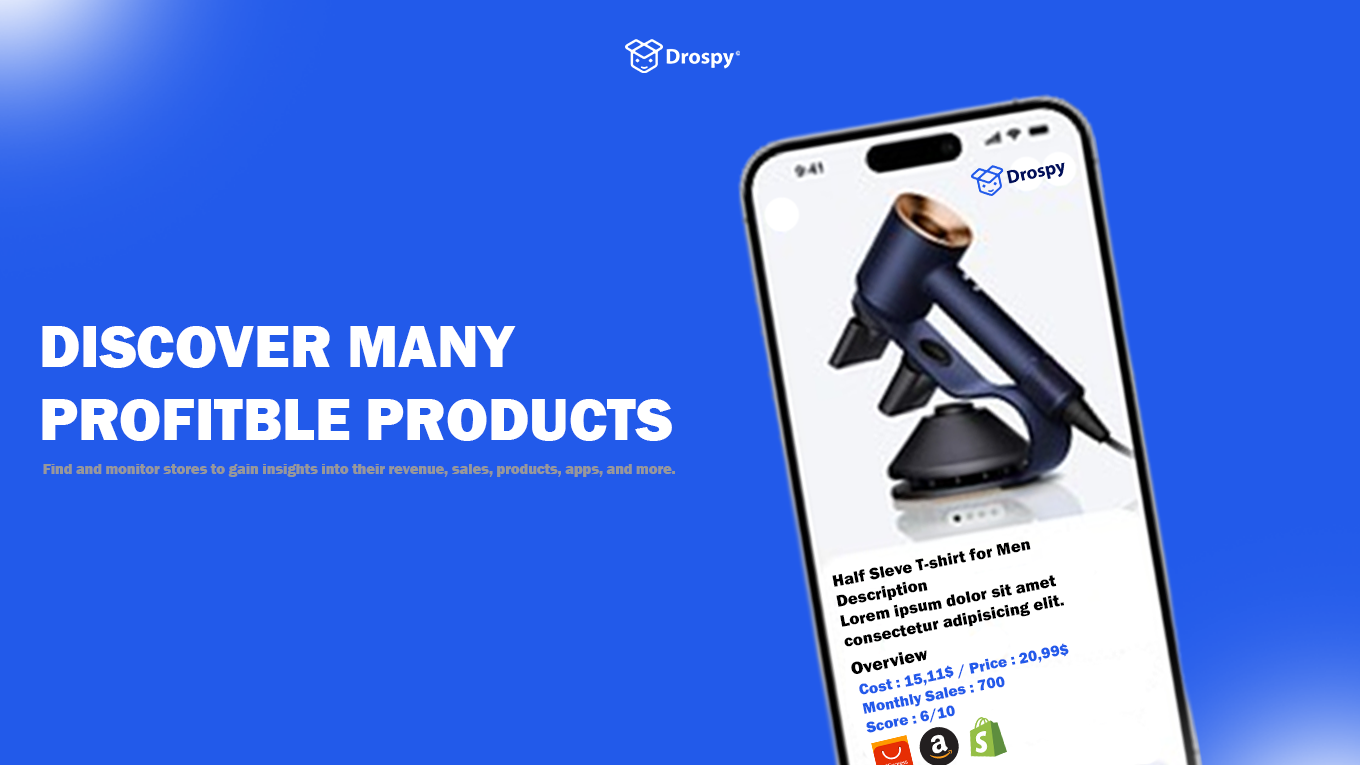 Drospy©
DISCOVER MANY
PROFITBLE PRODUCTS
Find and monitor stores to gain insights into their revenue, sales, products, apps, and more.
9:41
Drospy
Half Sleve T-shirt for Men
Description
Lorem ipsum dolor sit amet
consectetur adipisicing elit.
Overview
Cost : 15,11$ / Price : 20,99$
Monthly Sales : 700
Score : 6/10